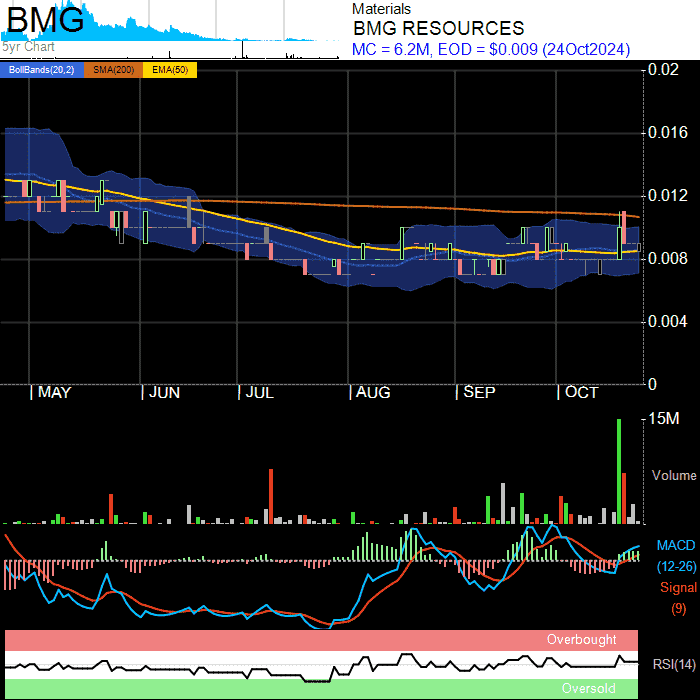 BMG
5yr Chart
Materials
BMG RESOURCES
MC = 6.2M, EOD = $0.009 (24Oct2024)
BollBands(20,2) SMA(200) EMA(50)
0.02
0.016
0.012
0.008
0.004
0
MAY JUN JUL AUG SEP OCT
15M
Volume
MACD
(12-26)
Signal
(9)
Overbought
RSI(14)
Oversold